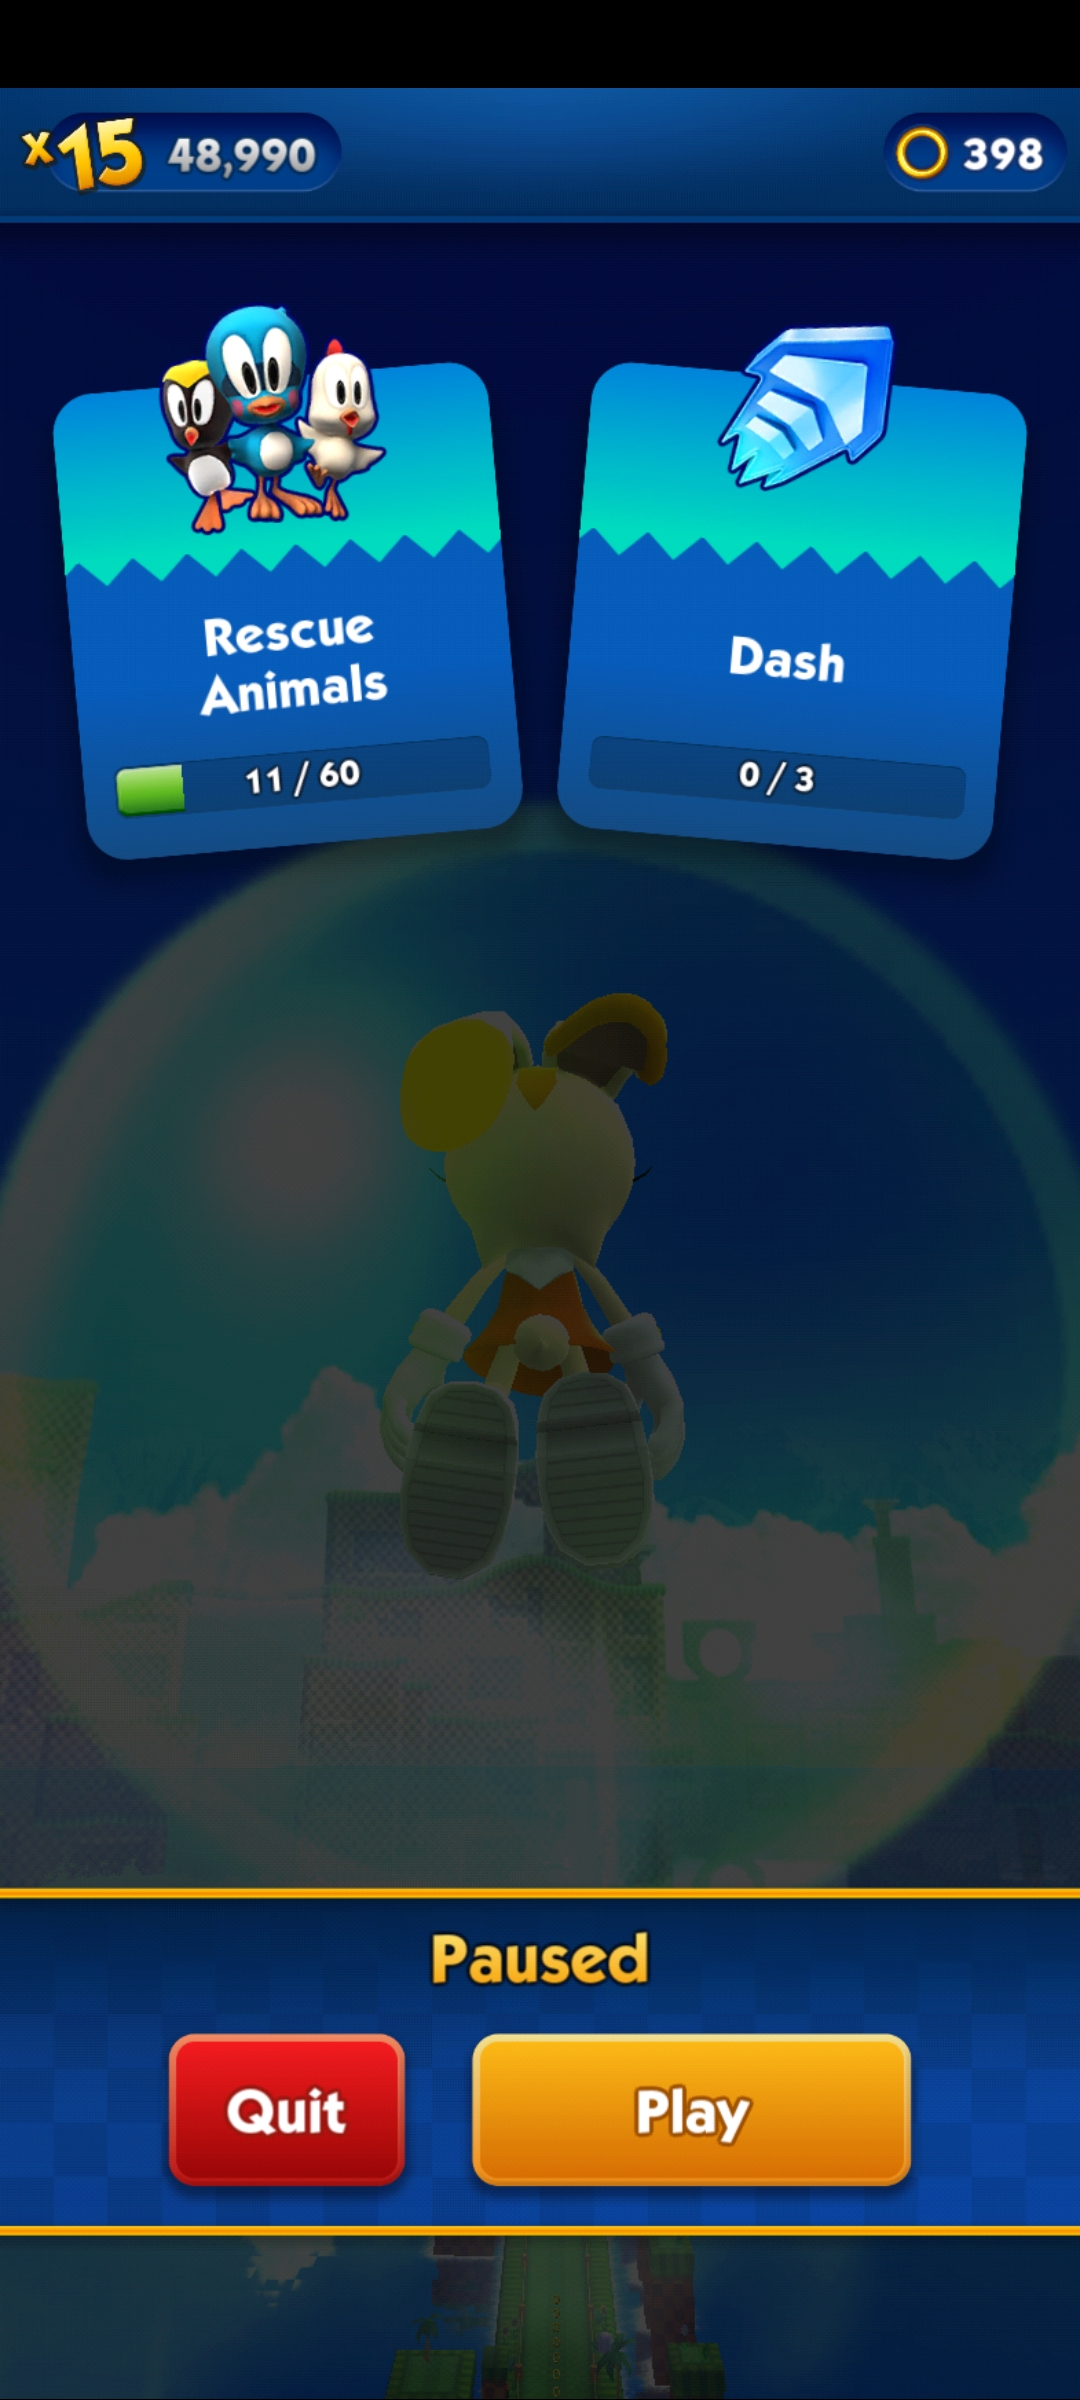 x15 48,990
398
Rescue
Animals
11 / 60
Dash
0 / 3
Paused
Quit
Play